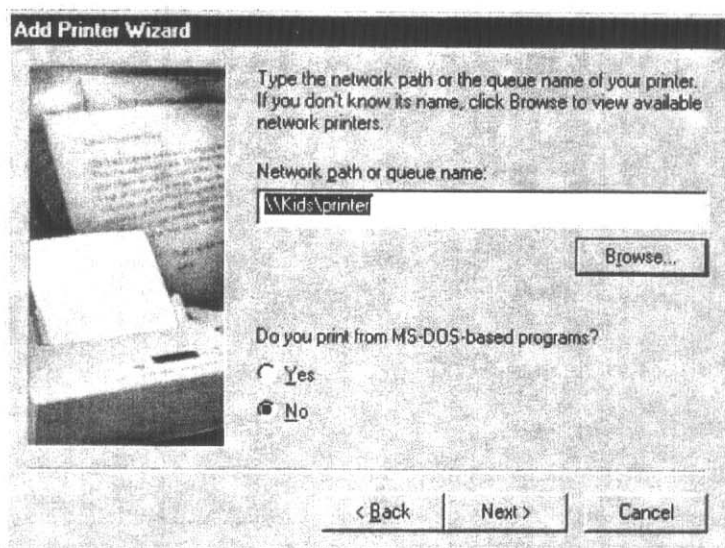 Add Printer Wizard
Type the network path or the queue name of your printer.
If you don't know its name, click Browse to view available
network printers.
Network path or queue name:
\\Kids\printer
Browse...
Do you print from MS-DOS-based programs?
Yes
No
< Back
Next >
Cancel